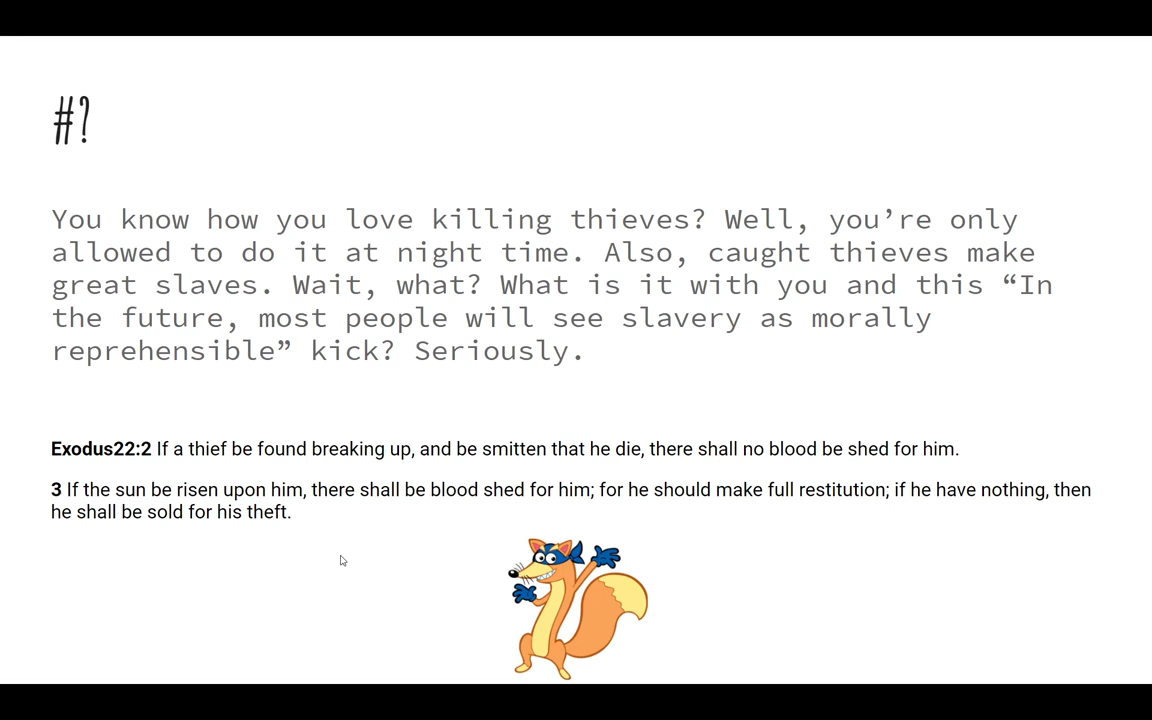 #?
You know how you love killing thieves? Well, you’re only
allowed to do it at night time. Also, caught thieves make
great slaves. Wait, what? What is it with you and this “In
the future, most people will see slavery as morally
reprehensible” kick? Seriously.
Exodus22:2 If a thief be found breaking up, and be smitten that he die, there shall no blood be shed for him.
3 If the sun be risen upon him, there shall be blood shed for him; for he should make full restitution; if he have nothing, then
he shall be sold for his theft.